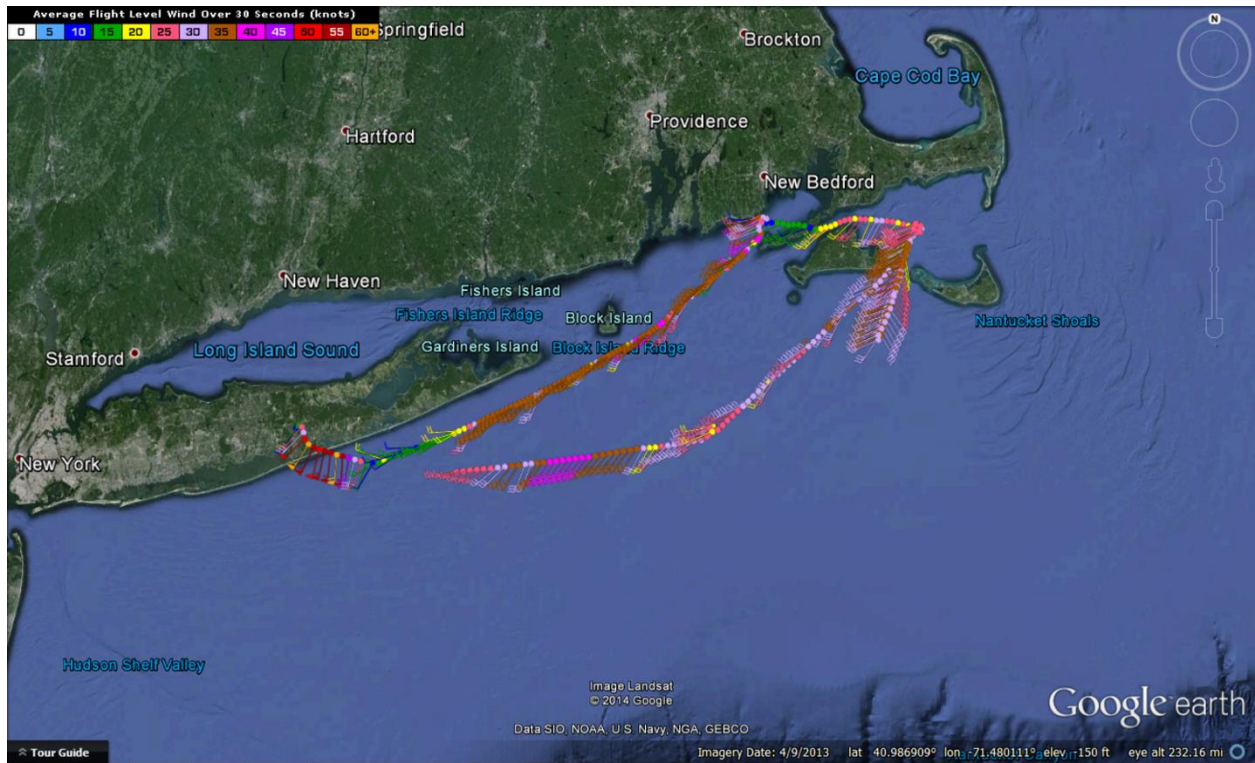 Average Flight Level Wind Over 30 Seconds (knots)
0 5 10 15 20 25 30 35 40 45 50 55 60+
Springfield
Brockton
Cape Cod Bay
Hartford
Providence
New Bedford
New Haven
Fishers Island
Fishers Island Ridge
Block Island
Nantucket Shoals
Stamford
Long Island Sound
Gardiners Island
Block Island Ridge
New York
Hudson Shelf Valley
Image Landsat
© 2014 Google
Data SIO, NOAA, U.S. Navy, NGA, GEBCO
Google earth
Tour Guide
Imagery Date: 4/9/2013 lat 40.986909° lon -71.480111° elev -150 ft eye alt 232.16 mi
N